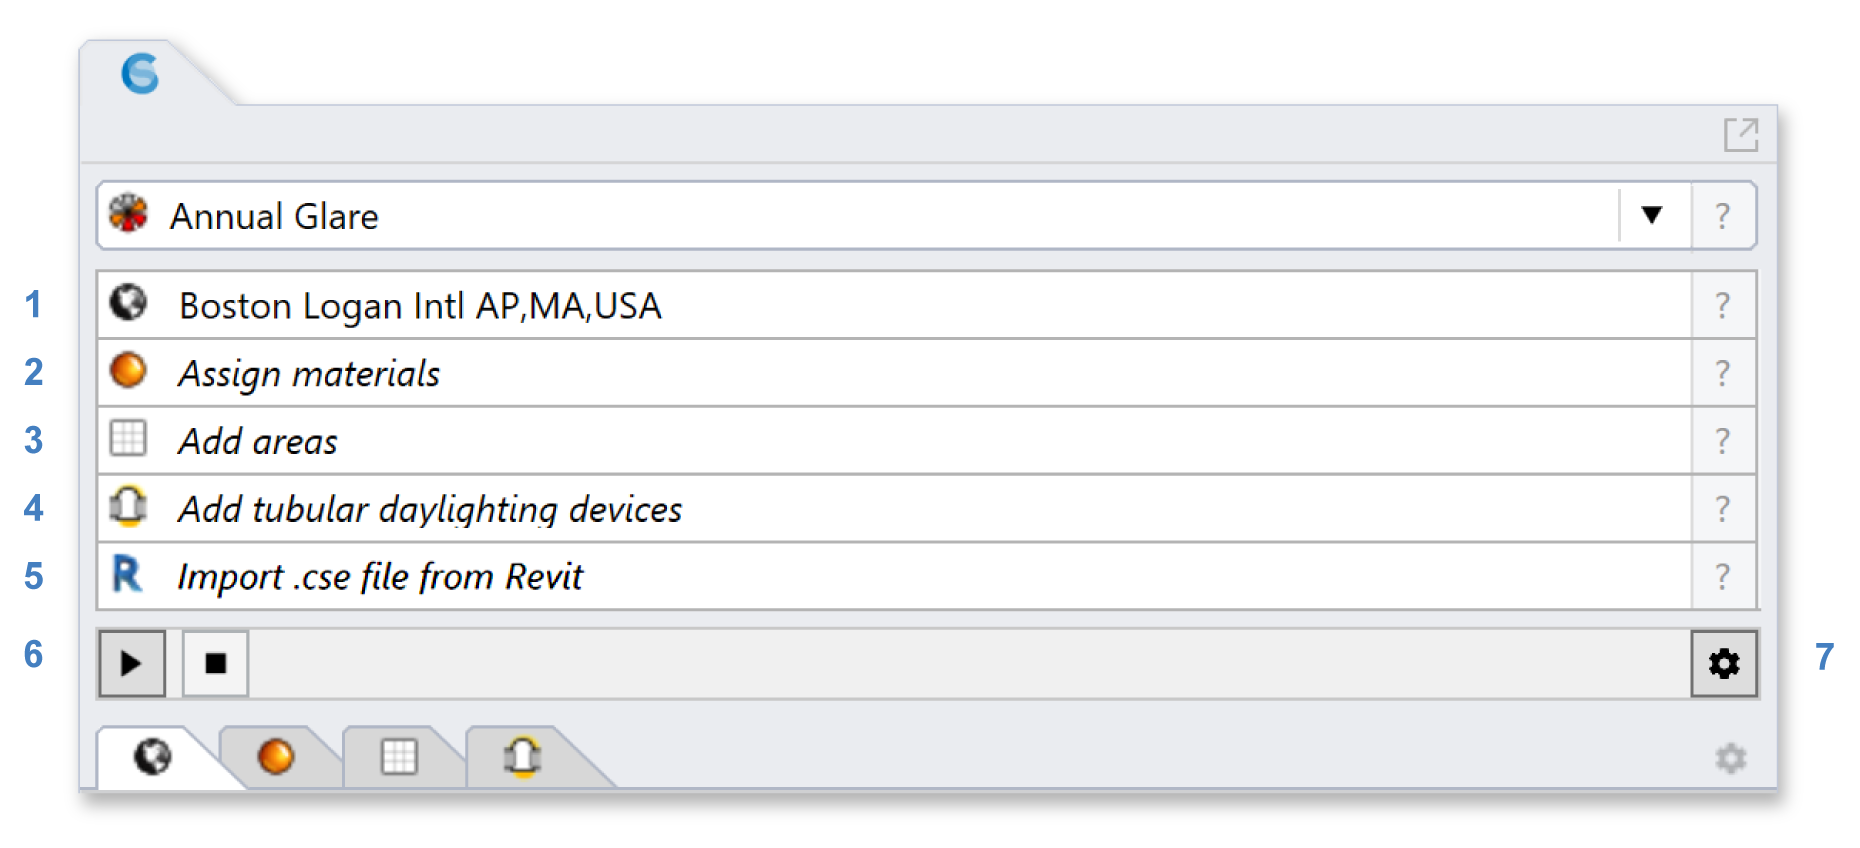 Annual Glare ?
1 Boston Logan Intl AP,MA,USA ?
2 Assign materials ?
3 Add areas ?
4 Add tubular daylighting devices ?
5 R Import .cse file from Revit ?
6 7